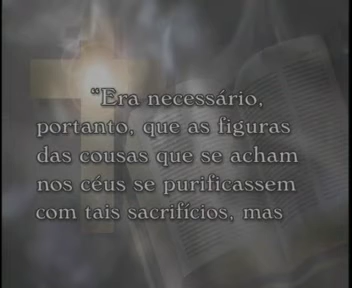 “Era necessário,
portanto, que as figuras
das cousas que se acham
nos céus se purificassem
com tais sacrifícios, mas